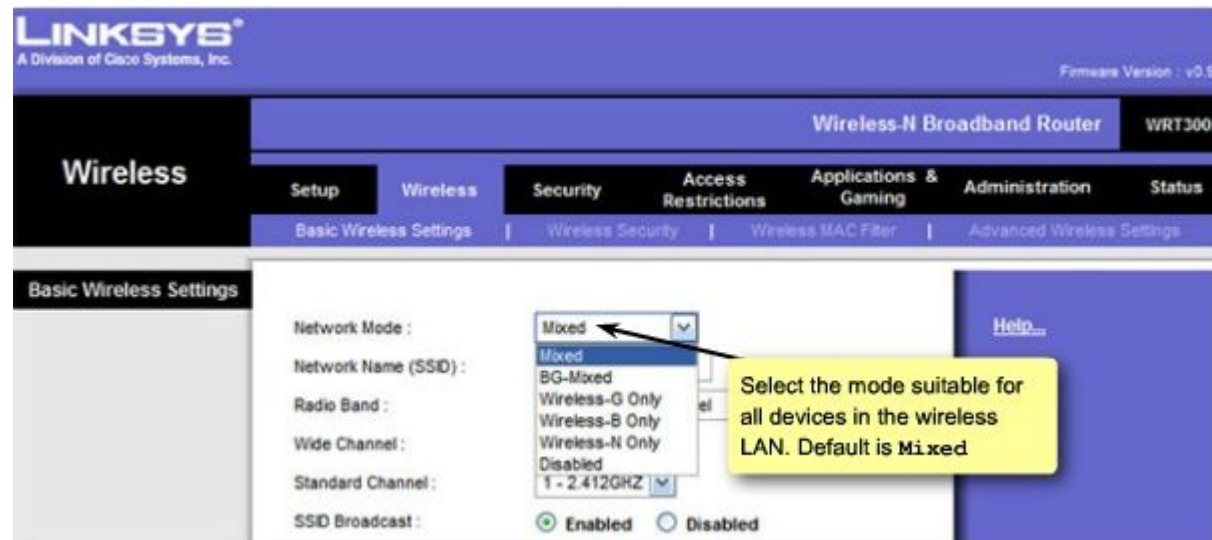 LINKSYS®
A Division of Cisco Systems, Inc.
Firmware Version : v0.9
Wireless-N Broadband Router WRT300
Wireless
Setup Wireless Security Access Restrictions Applications & Gaming Administration Status
Basic Wireless Settings | Wireless Security | Wireless MAC Filter | Advanced Wireless Settings
Basic Wireless Settings
Network Mode : Mixed
Help...
Mixed
Network Name (SSID) :
BG-Mixed
Radio Band : Wireless-G Only
Wireless-B Only
Wide Channel : Wireless-N Only
Disabled
Standard Channel : 1 - 2.412GHZ
SSID Broadcast : Enabled Disabled
Select the mode suitable for
all devices in the wireless
LAN. Default is Mixed